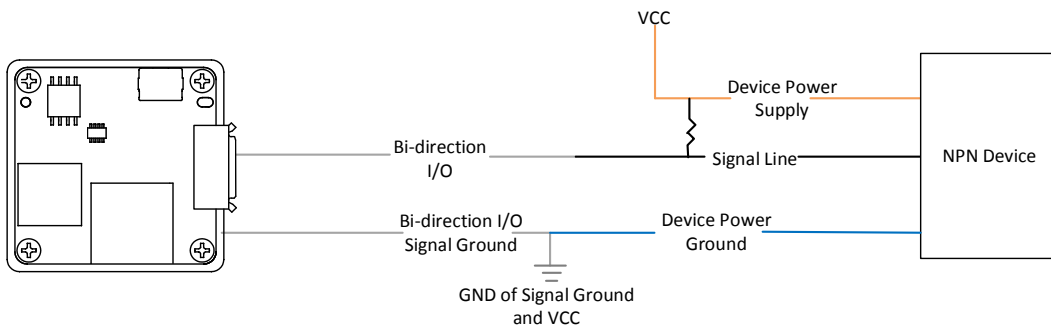 VCC
Device Power
Supply
Bi-direction
I/O
Signal Line
NPN Device
Bi-direction I/O
Signal Ground
Device Power
Ground
GND of Signal Ground
and VCC